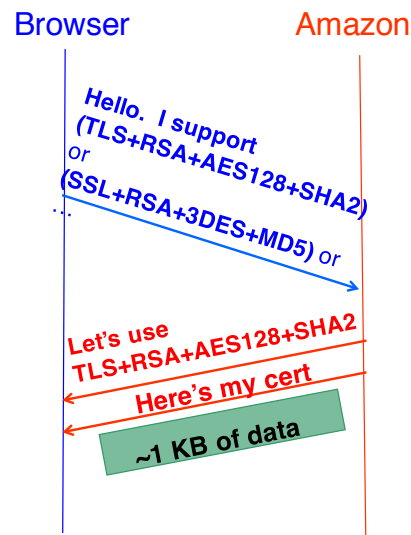 Browser
Amazon
Hello. I support
(TLS+RSA+AES128+SHA2)
or
(SSL+RSA+3DES+MD5) or
...
Let's use
TLS+RSA+AES128+SHA2
Here's my cert
~1 KB of data